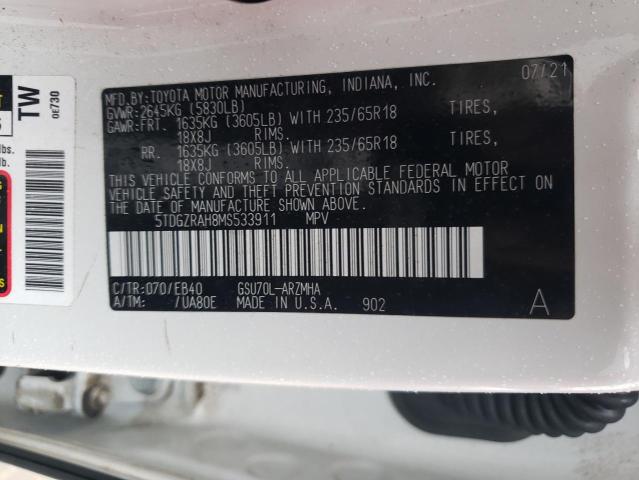 MFD.BY:TOYOTA MOTOR MANUFACTURING, INDIANA, INC. 07/21
GVWR:2645KG (5830LB)
GAWR:FRT. 1635KG (3605LB) WITH 235/65R18 TIRES,
18X8J RIMS.
RR. 1635KG (3605LB) WITH 235/65R18 TIRES,
18X8J RIMS.
THIS VEHICLE CONFORMS TO ALL APPLICABLE FEDERAL MOTOR
VEHICLE SAFETY AND THEFT PREVENTION STANDARDS IN EFFECT ON
THE DATE OF MANUFACTURE SHOWN ABOVE.
5TDGZRAH8MS533911 MPV
C/TR:070/EB40 GSU70L-ARZMHA
A/TM: /UA80E MADE IN U.S.A. 902 A
TW
0E730
lbs.
lb.